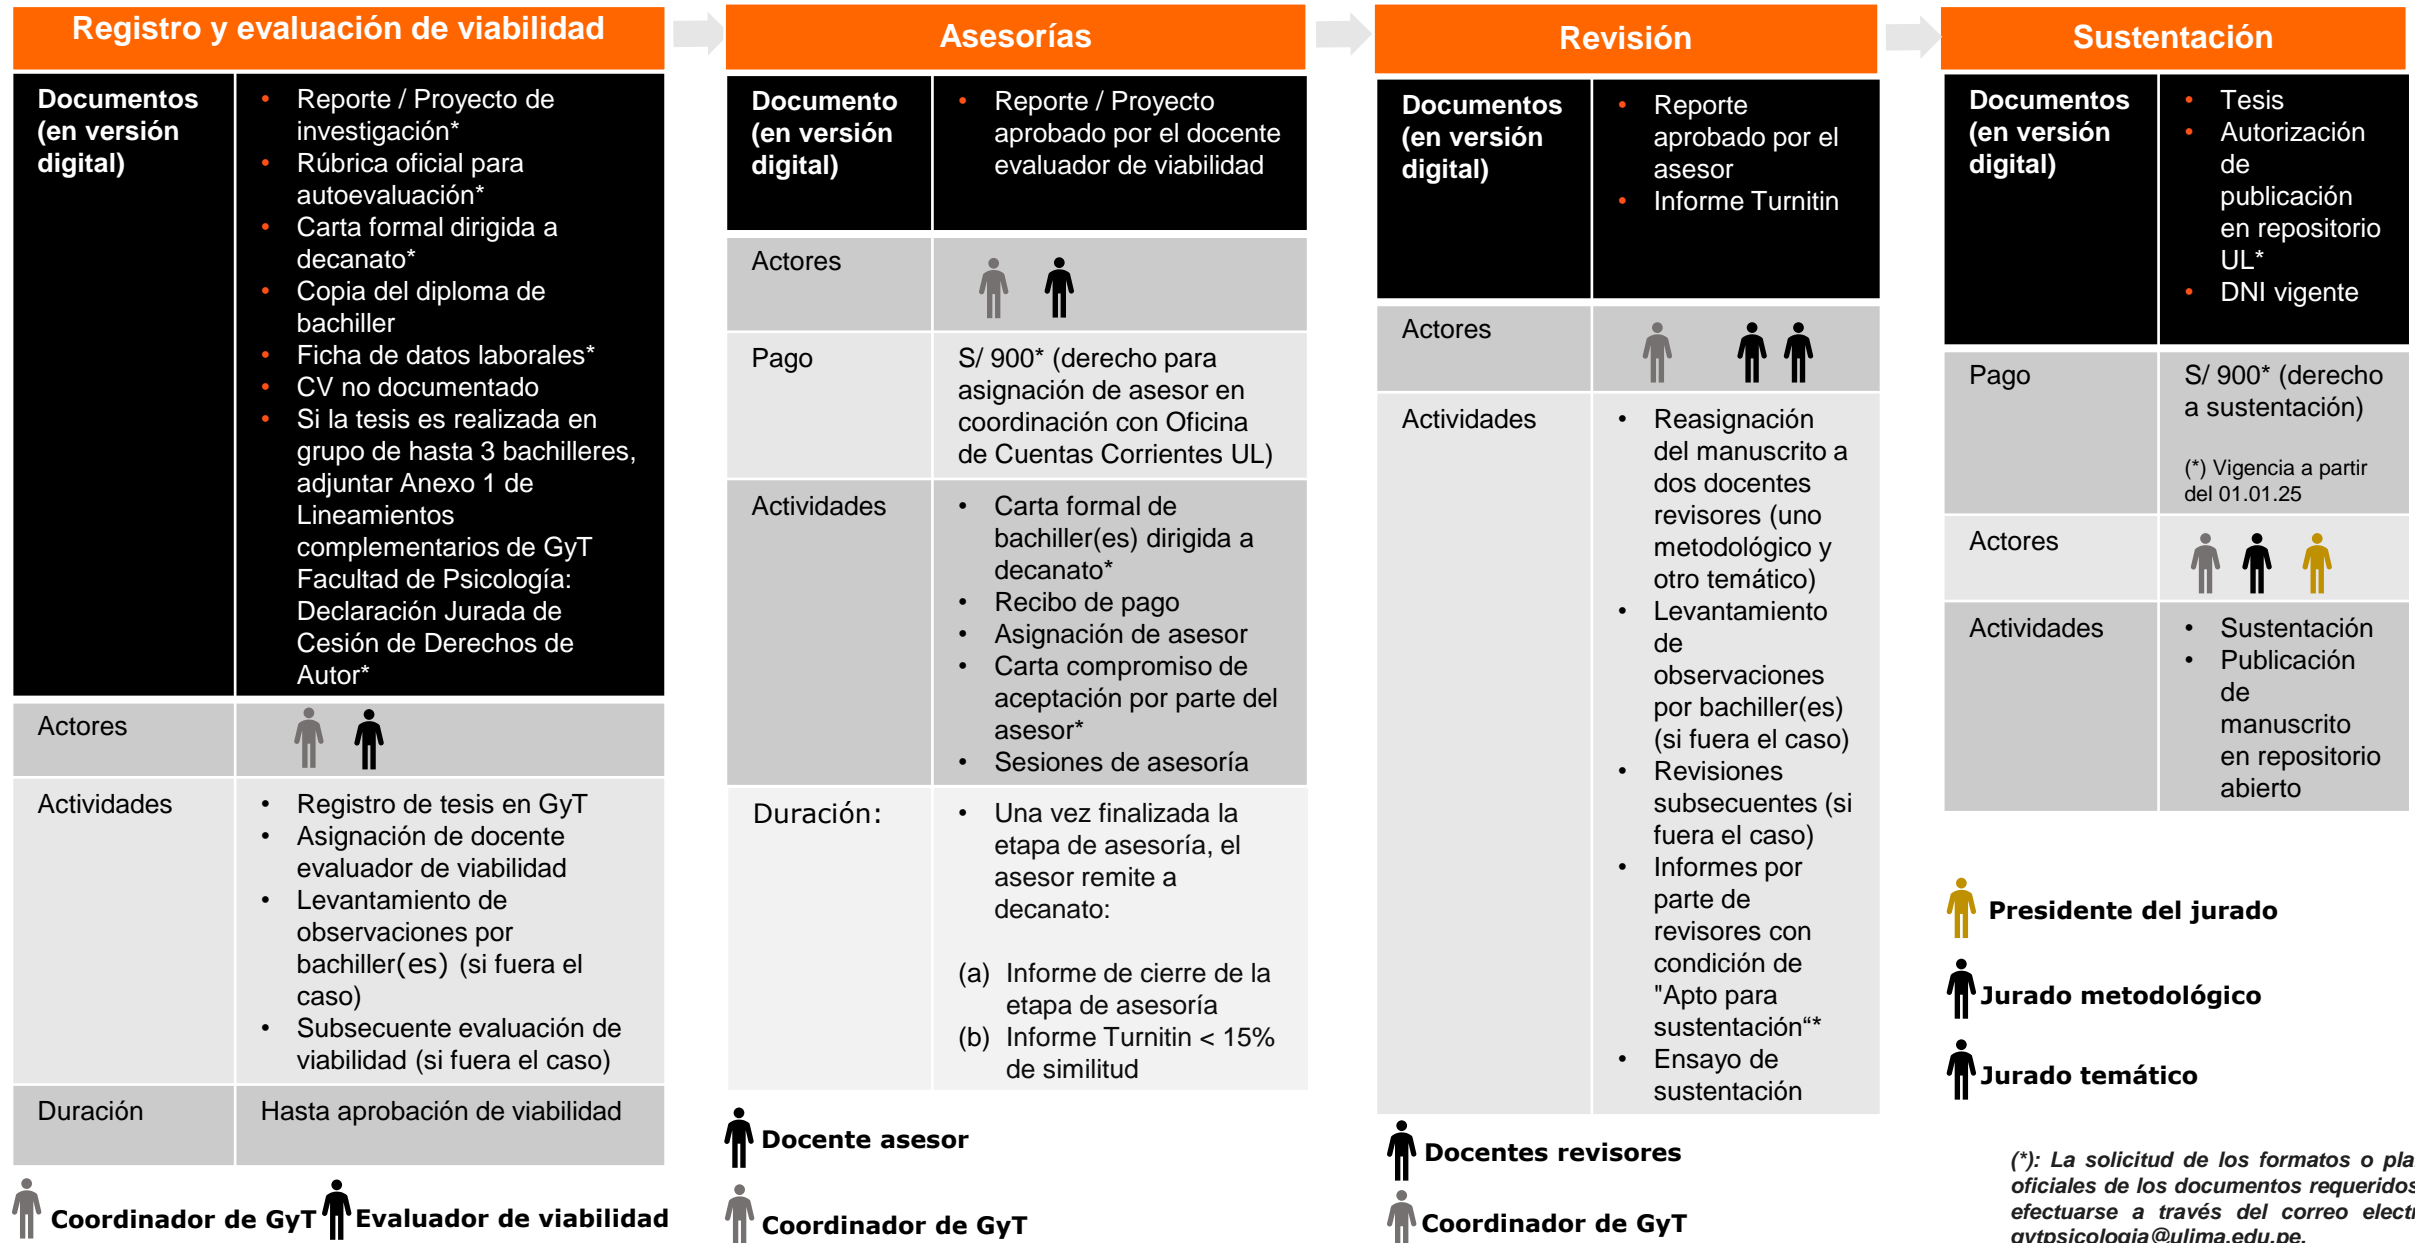 Registro y evaluación de viabilidad
Documentos
(en versión
digital)
• Reporte / Proyecto de
investigación*
• Rúbrica oficial para
autoevaluación*
• Carta formal dirigida a
decanato*
• Copia del diploma de
bachiller
• Ficha de datos laborales*
• CV no documentado
• Si la tesis es realizada en
grupo de hasta 3 bachilleres,
adjuntar Anexo 1 de
Lineamientos
complementarios de GyT
Facultad de Psicología:
Declaración Jurada de
Cesión de Derechos de
Autor*
Actores
Actividades
• Registro de tesis en GyT
• Asignación de docente
evaluador de viabilidad
• Levantamiento de
observaciones por
bachiller(es) (si fuera el
caso)
• Subsecuente evaluación de
viabilidad (si fuera el caso)
Duración
Hasta aprobación de viabilidad
Coordinador de GyT
Evaluador de viabilidad
Asesorías
Documento
(en versión
digital)
• Reporte / Proyecto
aprobado por el docente
evaluador de viabilidad
Actores
Pago
S/ 900* (derecho para
asignación de asesor en
coordinación con Oficina
de Cuentas Corrientes UL)
Actividades
• Carta formal de
bachiller(es) dirigida a
decanato*
• Recibo de pago
• Asignación de asesor
• Carta compromiso de
aceptación por parte del
asesor*
• Sesiones de asesoría
Duración:
• Una vez finalizada la
etapa de asesoría, el
asesor remite a
decanato:
(a) Informe de cierre de la
etapa de asesoría
(b) Informe Turnitin < 15%
de similitud
Docente asesor
Coordinador de GyT
Revisión
Documentos
(en versión
digital)
• Reporte
aprobado por el
asesor
• Informe Turnitin
Actores
Actividades
• Reasignación
del manuscrito a
dos docentes
revisores (uno
metodológico y
otro temático)
• Levantamiento
de
observaciones
por bachiller(es)
(si fuera el caso)
• Revisiones
subsecuentes (si
fuera el caso)
• Informes por
parte de
revisores con
condición de
"Apto para
sustentación“*
• Ensayo de
sustentación
Docentes revisores
Coordinador de GyT
Sustentación
Documentos
(en versión
digital)
• Tesis
• Autorización
de
publicación
en repositorio
UL*
• DNI vigente
Pago
S/ 900* (derecho
a sustentación)
(*) Vigencia a partir
del 01.01.25
Actores
Actividades
• Sustentación
• Publicación
de
manuscrito
en repositorio
abierto
Presidente del jurado
Jurado metodológico
Jurado temático
(*): La solicitud de los formatos o
oficiales de los documentos requeridos
efectuarse a través del correo
gytpsicologia@ulima.edu.pe.